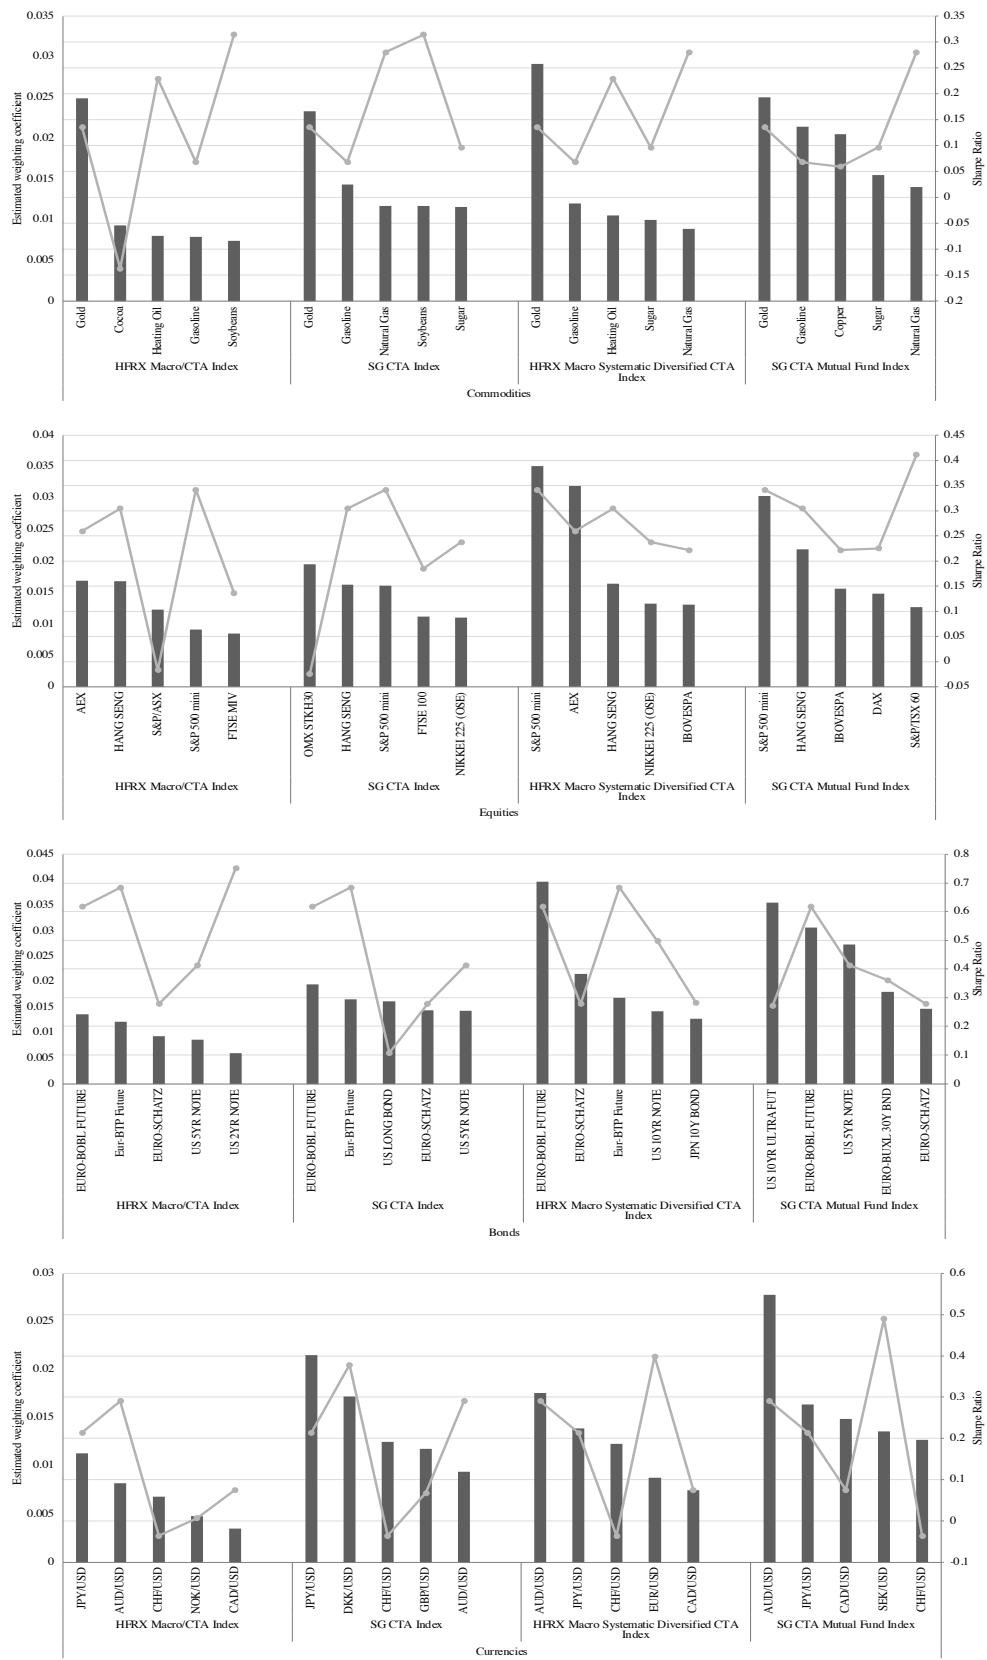 0.035
0.03
0.025
0.02
0.015
0.01
0.005
0
Estimated weighting coefficient
0.35
0.3
0.25
0.2
0.15
0.1
0.05
0
-0.05
-0.1
-0.15
-0.2
Sharpe Ratio
Gold
Cocoa
Heating Oil
Gasoline
Soybeans
Gold
Gasoline
Natural Gas
Soybeans
Sugar
Gold
Gasoline
Heating Oil
Sugar
Natural Gas
Gold
Gasoline
Copper
Sugar
Natural Gas
HFRX Macro/CTA Index
SG CTA Index
HFRX Macro Systematic Diversified CTA
Index
SG CTA Mutual Fund Index
Commodities
0.04
0.035
0.03
0.025
0.02
0.015
0.01
0.005
0
Estimated weighting coefficient
0.45
0.4
0.35
0.3
0.25
0.2
0.15
0.1
0.05
0
-0.05
Sharpe Ratio
AEX
HANG SENG
S&P/ASX
S&P 500 mini
FTSE MIV
OMX STKH30
HANG SENG
S&P 500 mini
FTSE 100
NIKKEI 225 (OSE)
S&P 500 mini
AEX
HANG SENG
NIKKEI 225 (OSE)
IBOVESPA
S&P 500 mini
HANG SENG
IBOVESPA
DAX
S&P/TSX 60
HFRX Macro/CTA Index
SG CTA Index
HFRX Macro Systematic Diversified CTA
Index
SG CTA Mutual Fund Index
Equities
0.045
0.04
0.035
0.03
0.025
0.02
0.015
0.01
0.005
0
Estimated weighting coefficient
0.8
0.7
0.6
0.5
0.4
0.3
0.2
0.1
0
Sharpe Ratio
EURO-BOBL FUTURE
Eur-BTP Future
EURO-SCHATZ
US 5YR NOTE
US 2YR NOTE
EURO-BOBL FUTURE
Eur-BTP Future
US LONG BOND
EURO-SCHATZ
US 5YR NOTE
EURO-BOBL FUTURE
EURO-SCHATZ
Eur-BTP Future
US 10YR NOTE
JPN 10Y BOND
US 10YR ULTRA FUT
EURO-BOBL FUTURE
US 5YR NOTE
EURO-BUXL 30Y BND
EURO-SCHATZ
HFRX Macro/CTA Index
SG CTA Index
HFRX Macro Systematic Diversified CTA
Index
SG CTA Mutual Fund Index
Bonds
0.03
0.025
0.02
0.015
0.01
0.005
0
Estimated weighting coefficient
0.6
0.5
0.4
0.3
0.2
0.1
0
-0.1
Sharpe Ratio
JPY/USD
AUD/USD
CHF/USD
NOK/USD
CAD/USD
JPY/USD
DKK/USD
CHF/USD
GBP/USD
AUD/USD
AUD/USD
JPY/USD
CHF/USD
EUR/USD
CAD/USD
AUD/USD
JPY/USD
CAD/USD
SEK/USD
CHF/USD
HFRX Macro/CTA Index
SG CTA Index
HFRX Macro Systematic Diversified CTA
Index
SG CTA Mutual Fund Index
Currencies